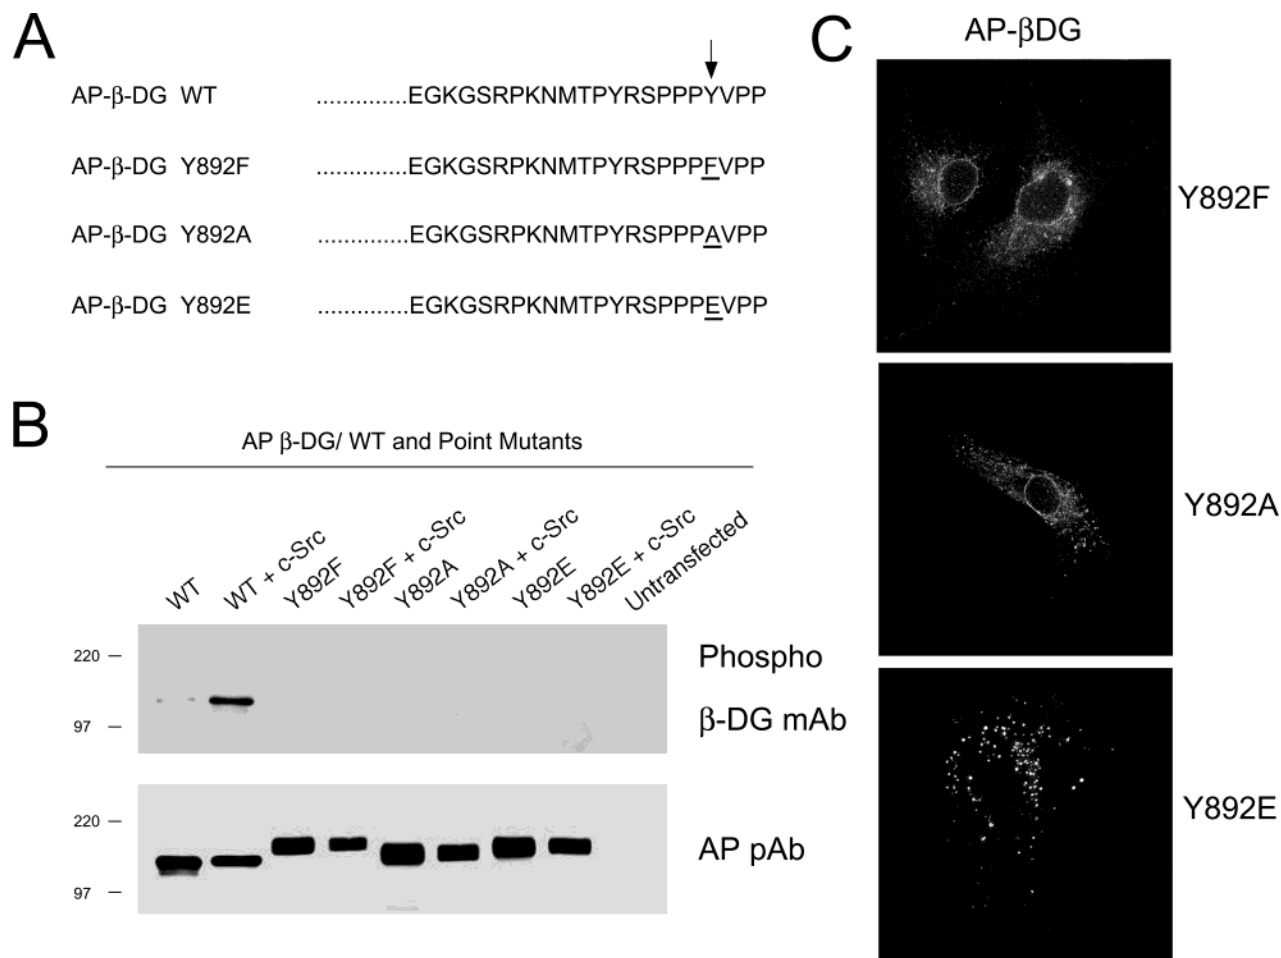 A
AP-β-DG WT ..............EGKGSRPKNMTPYRSPPPYVPP
AP-β-DG Y892F ..............EGKGSRPKNMTPYRSPPPFVPP
AP-β-DG Y892A ..............EGKGSRPKNMTPYRSPPPAVPP
AP-β-DG Y892E ..............EGKGSRPKNMTPYRSPPPEVPP
B
AP β-DG/ WT and Point Mutants
WT
WT + c-Src
Y892F
Y892F + c-Src
Y892A
Y892A + c-Src
Y892E
Y892E + c-Src
Untransfected
220
97
Phospho
β-DG mAb
220
97
AP pAb
C
AP-βDG
Y892F
Y892A
Y892E